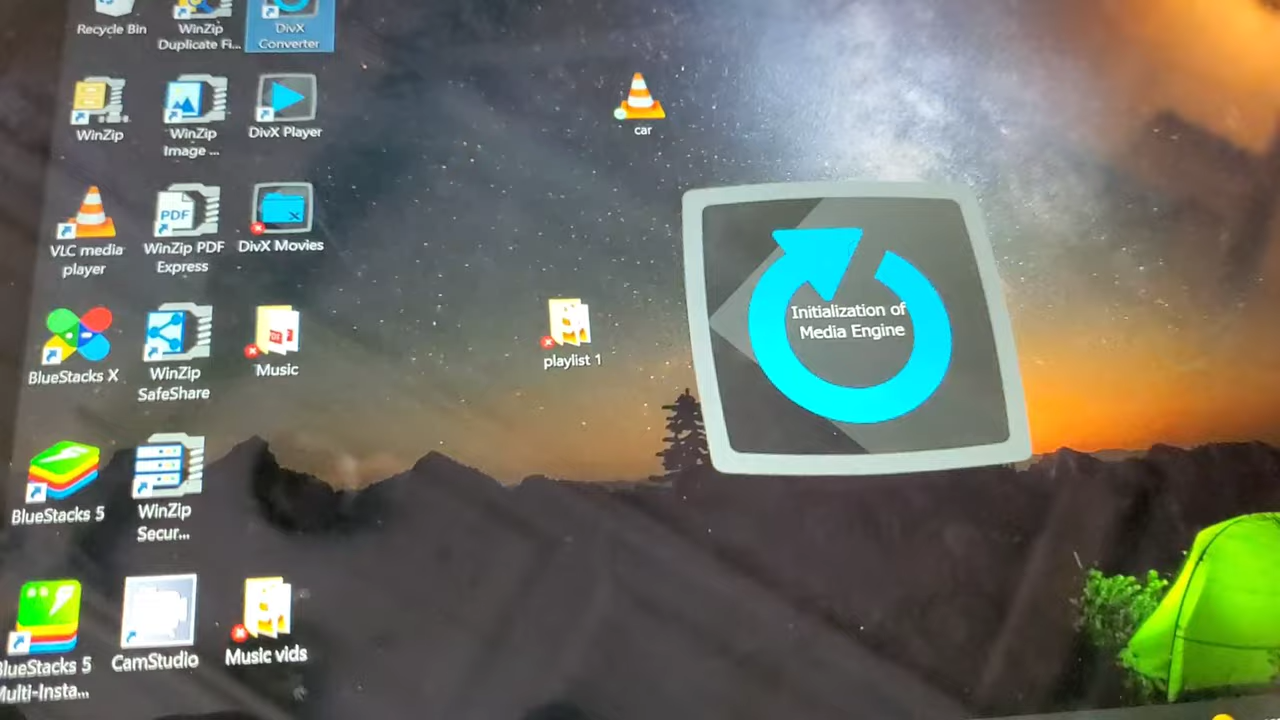 Recycle Bin
WinZip
Duplicate Fi...
DivX
Converter
WinZip
WinZip
Image ...
DivX Player
car
VLC media
player
PDF
WinZip PDF
Express
DivX Movies
Initialization of
Media Engine
BlueStacks X
WinZip
SafeShare
Music
playlist 1
BlueStacks 5
WinZip
Secur...
BlueStacks 5
Multi-Insta...
CamStudio
Music vids